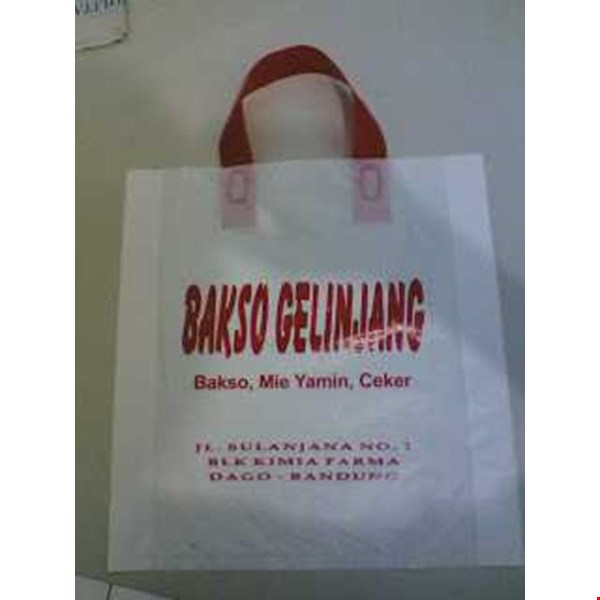 BAKSO GELINJANG
Bakso, Mie Yamin, Ceker
JL. SULANJANA NO. 1
BLK KIMIA FARMA
DAGO - BANDUNG